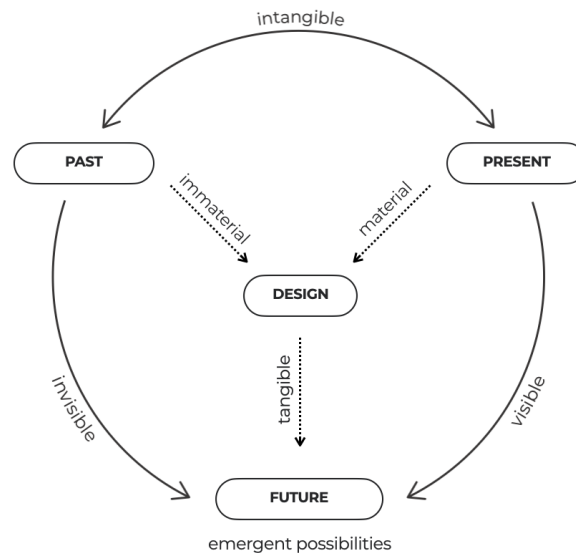 intangible
PAST
PRESENT
immaterial
material
DESIGN
invisible
tangible
visible
FUTURE
emergent possibilities